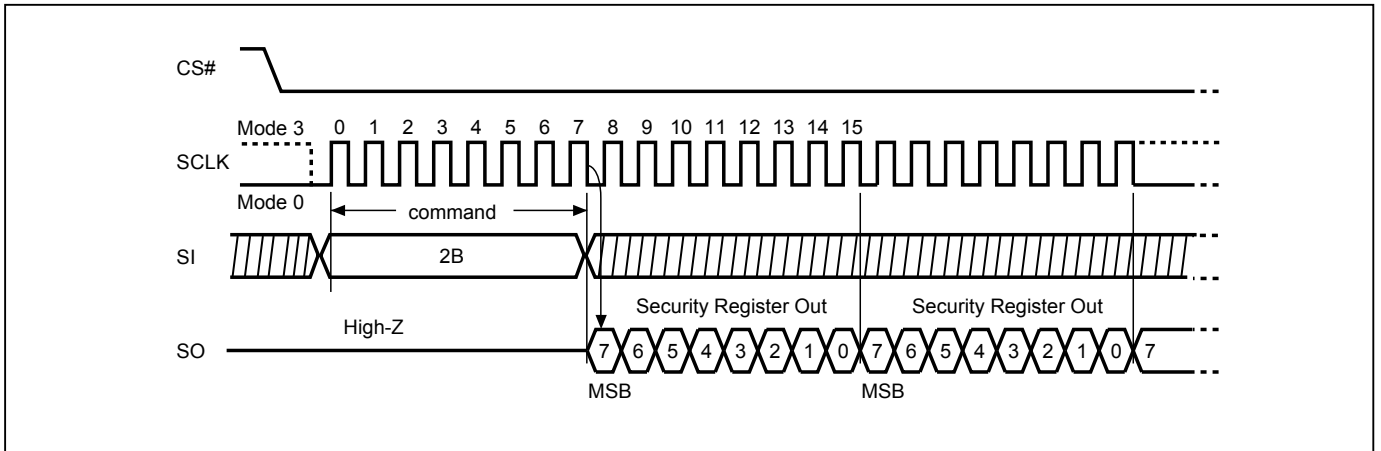 CS#
Mode 3 0 1 2 3 4 5 6 7 8 9 10 11 12 13 14 15
SCLK
Mode 0
command
SI 2B
Security Register Out Security Register Out
High-Z
SO 7 6 5 4 3 2 1 0 7 6 5 4 3 2 1 0 7
MSB MSB